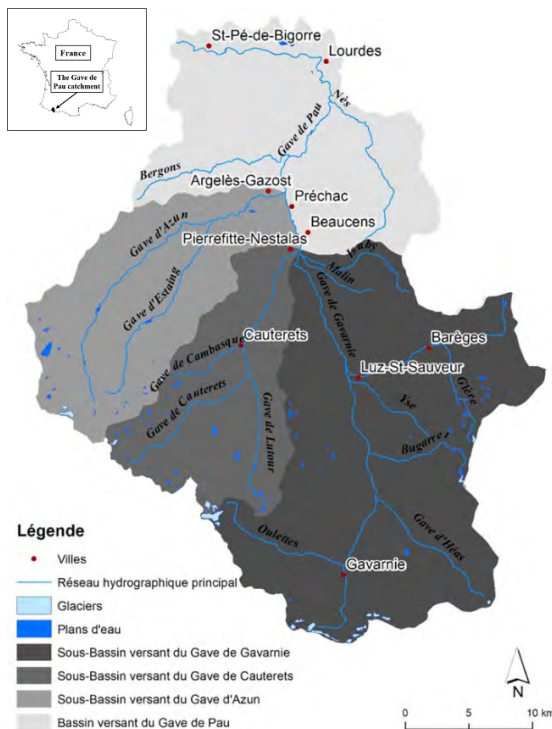 France
The Gave de
Pau catchment
St-Pé-de-Bigorre
Lourdes
Nès
Gave de Pau
Bergons
Argelès-Gazost
Préchac
Gave d'Azun
Beaucens
Pierrefitte-Nestalas
Isaby
Malin
Gave d'Estaing
Gave de Gavarnie
Cauterets
Barèges
Gave de Cambasque
Luz-St-Sauveur
Glère
Gave de Cauterets
Yse
Gave de Lutour
Bugarret
Gave d'Héas
Oulettes
Gavarnie
Légende
Villes
Réseau hydrographique principal
Glaciers
Plans d'eau
Sous-Bassin versant du Gave de Gavarnie
Sous-Bassin versant du Gave de Cauterets
Sous-Bassin versant du Gave d'Azun
Bassin versant du Gave de Pau
N
0 5 10 km